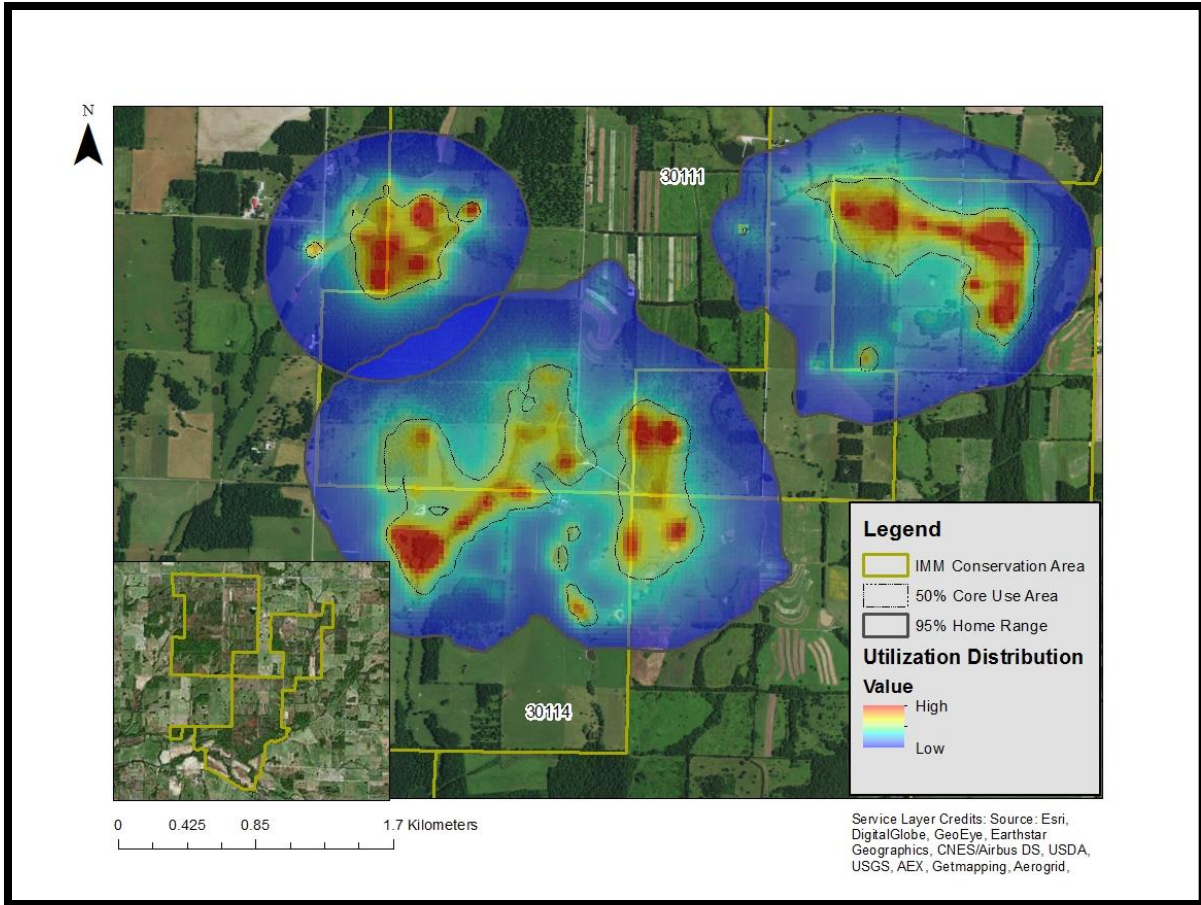 N
30111
30114
Legend
IMM Conservation Area
50% Core Use Area
95% Home Range
Utilization Distribution
Value
High
Low
0 0.425 0.85 1.7 Kilometers
Service Layer Credits: Source: Esri,
DigitalGlobe, GeoEye, Earthstar
Geographics, CNES/Airbus DS, USDA,
USGS, AEX, Getmapping, Aerogrid,